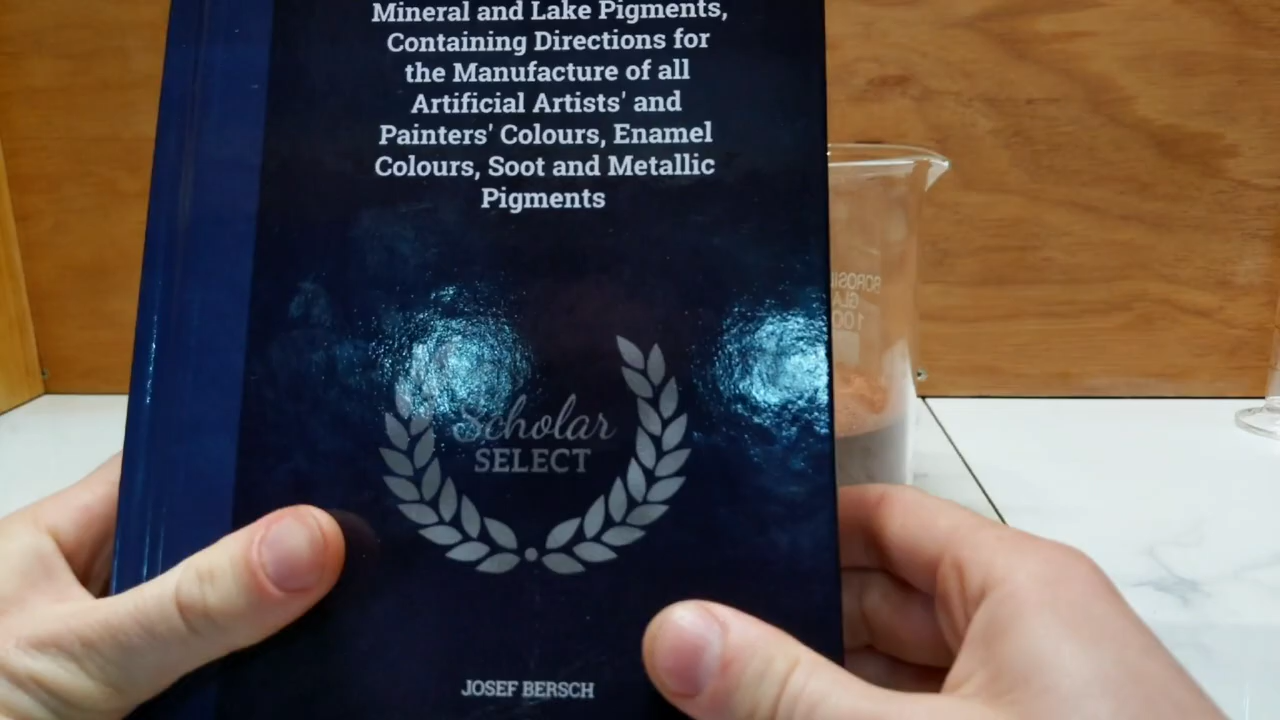 Mineral and Lake Pigments,
Containing Directions for
the Manufacture of all
Artificial Artists' and
Painters' Colours, Enamel
Colours, Soot and Metallic
Pigments
Scholar
SELECT
JOSEF BERSCH